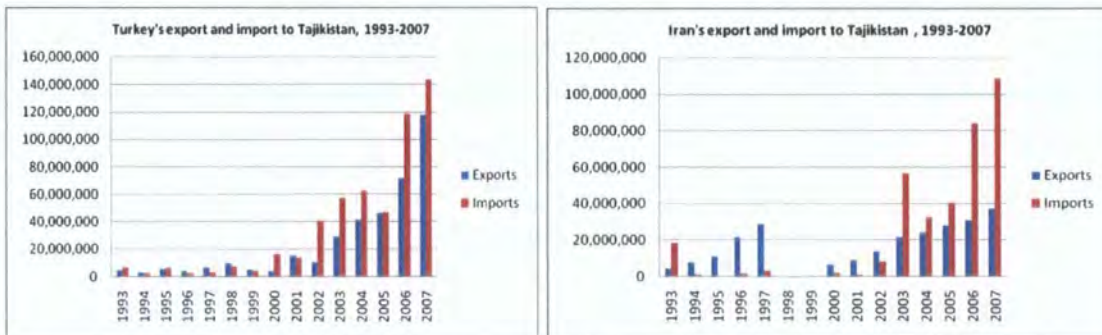 Turkey's export and import to Tajikistan, 1993-2007
160,000,000
140,000,000
120,000,000
100,000,000
80,000,000
60,000,000
40,000,000
20,000,000
0
1993 1994 1995 1996 1997 1998 1999 2000 2001 2002 2003 2004 2005 2006 2007
Exports
Imports
Iran's export and import to Tajikistan , 1993-2007
120,000,000
100,000,000
80,000,000
60,000,000
40,000,000
20,000,000
0
1993 1994 1995 1996 1997 1998 1999 2000 2001 2002 2003 2004 2005 2006 2007
Exports
Imports